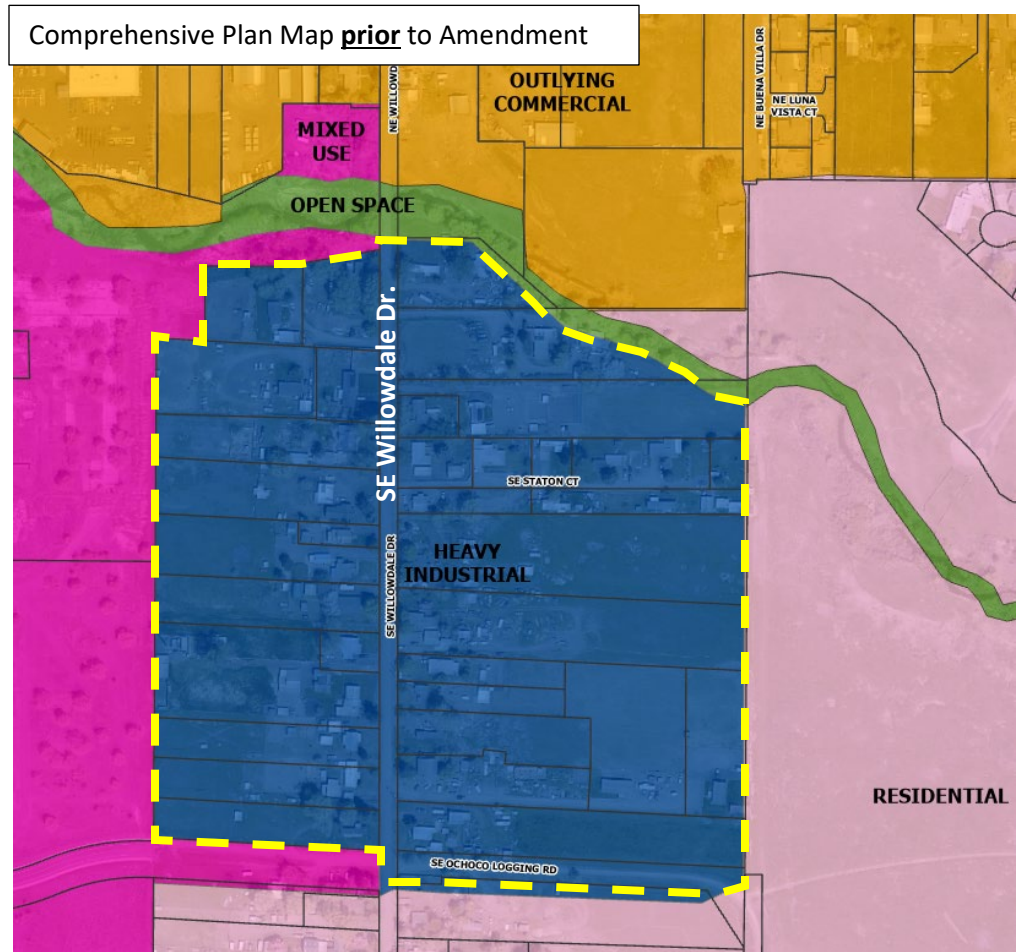 Comprehensive Plan Map prior to Amendment
NE WILLOWD
OUTLYING
COMMERCIAL
NE BUENA VILLA DR
NE LUNA
VISTA CT
MIXED
USE
OPEN SPACE
SE Willowdale Dr.
SE STATON CT
SE WILLOWDALE DR
HEAVY
INDUSTRIAL
RESIDENTIAL
SE OCHOCO LOGGING RD